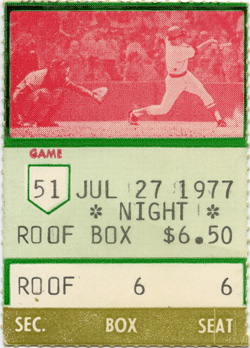 GAME
51 JUL 27 1977
* NIGHT *
ROOF BOX $6.50
ROOF 6 6
SEC. BOX SEAT